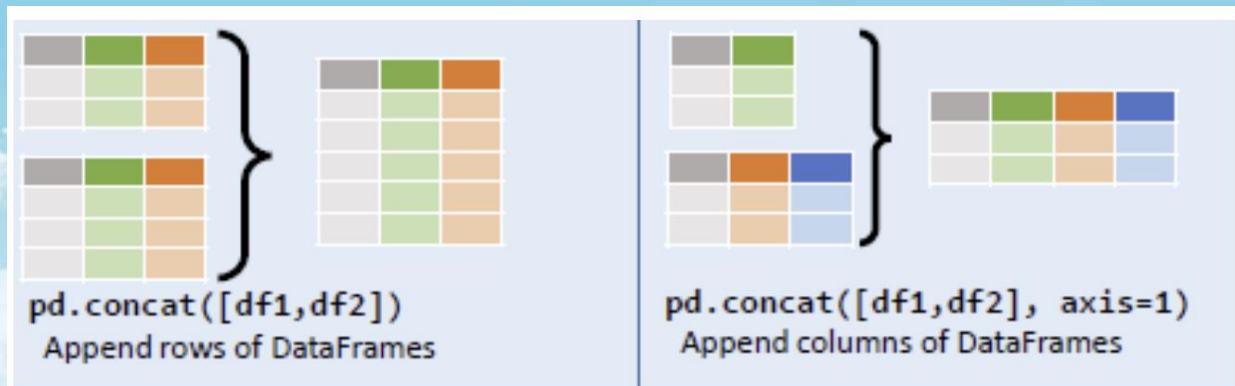 pd.concat([df1,df2])
Append rows of DataFrames
pd.concat([df1,df2], axis=1)
Append columns of DataFrames